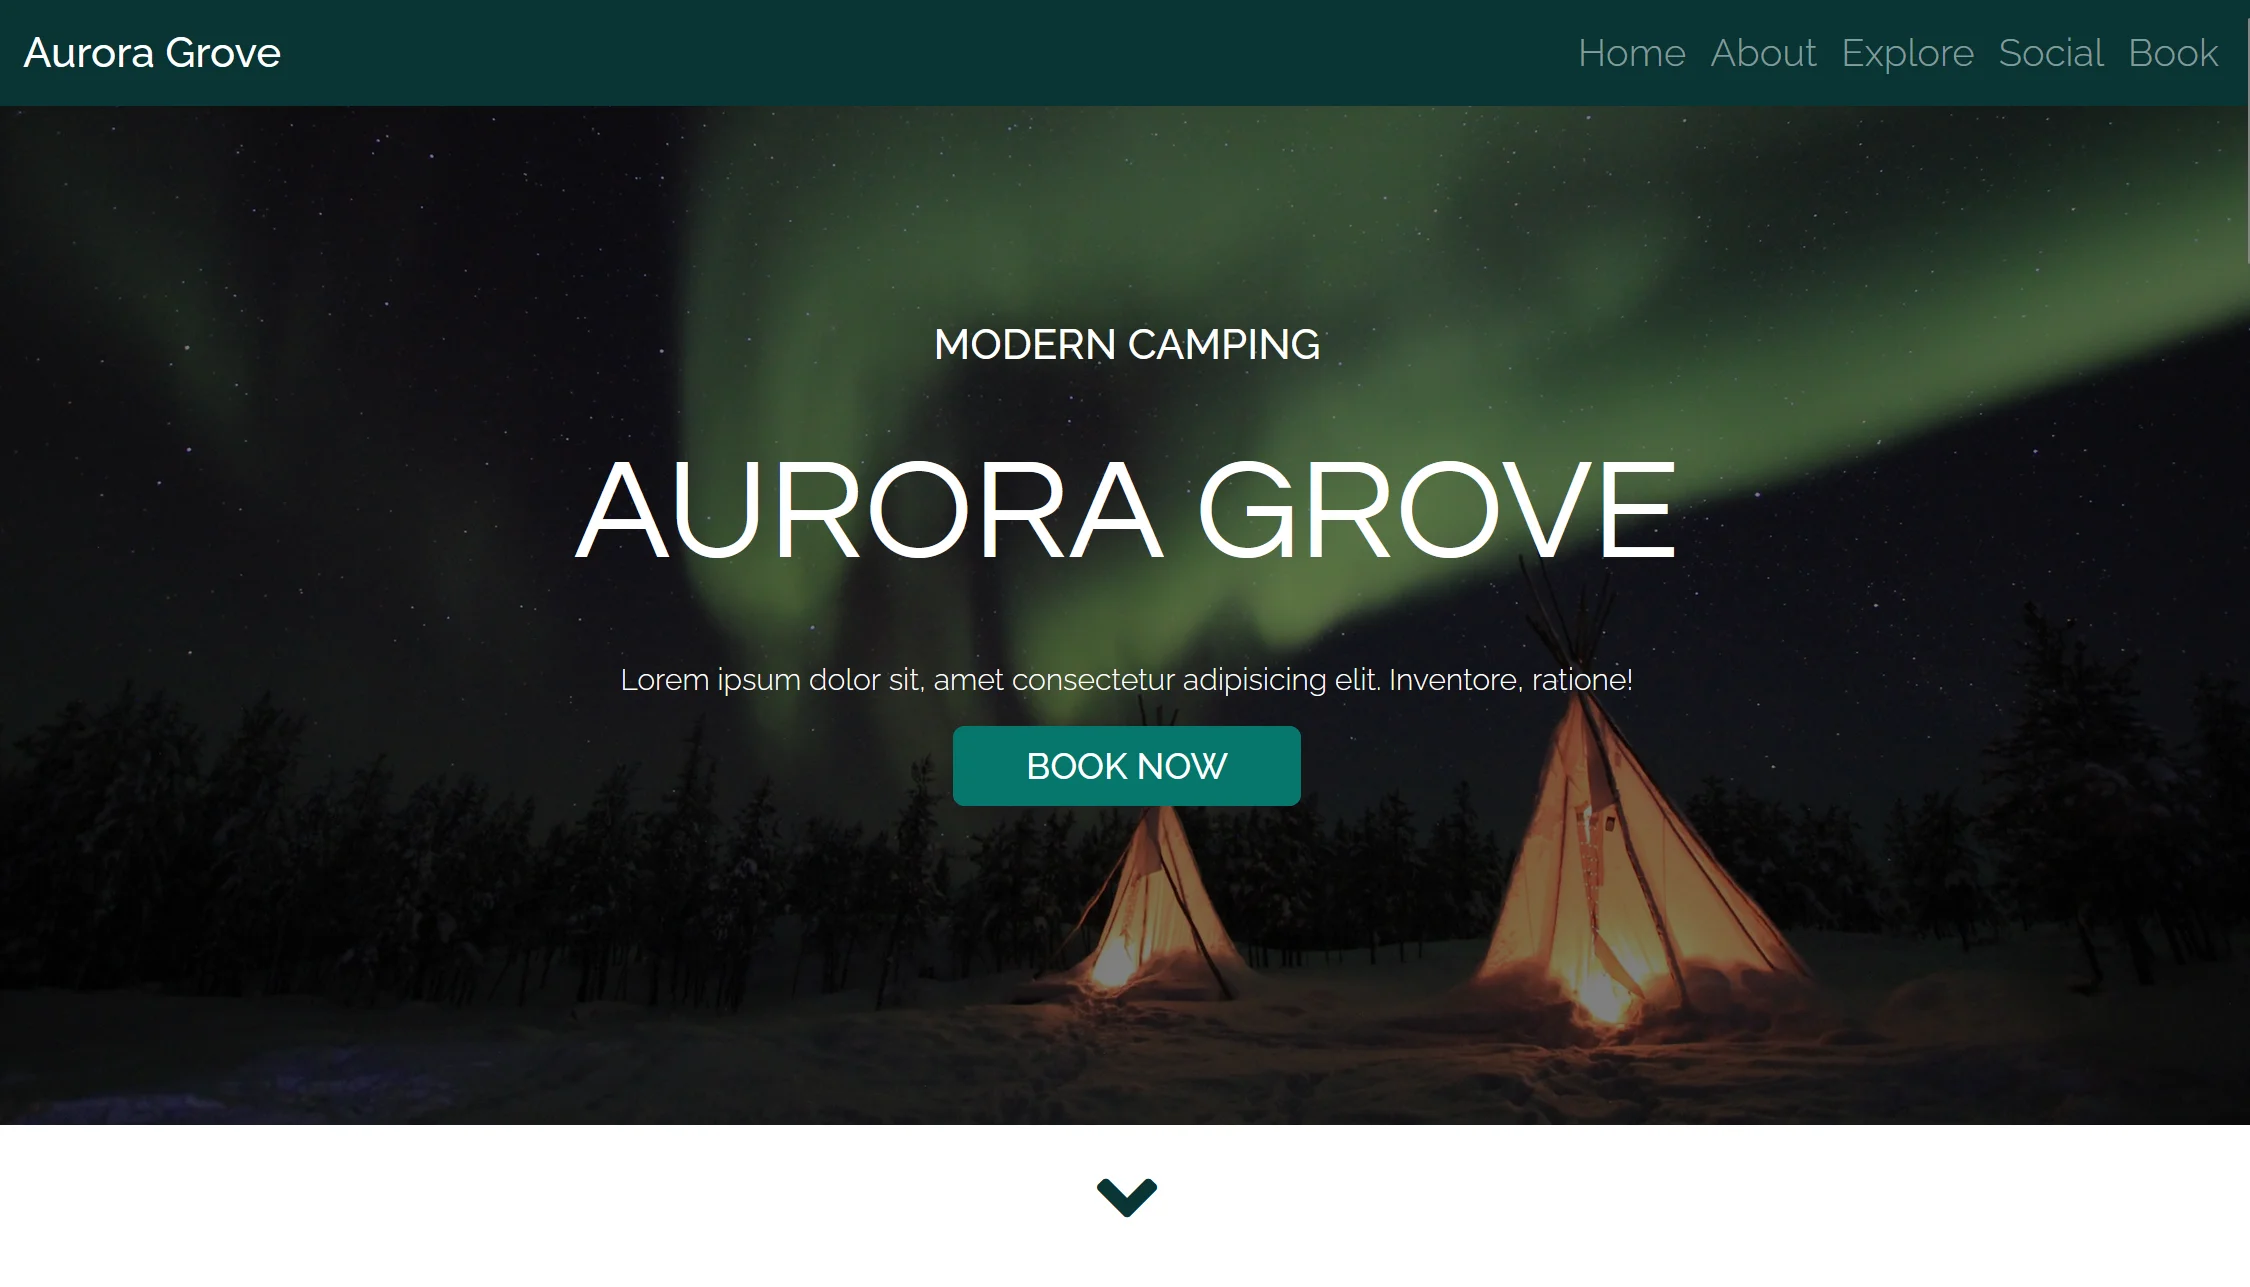 Aurora Grove
Home About Explore Social Book
MODERN CAMPING
AURORA GROVE
Lorem ipsum dolor sit, amet consectetur adipisicing elit. Inventore, ratione!
BOOK NOW